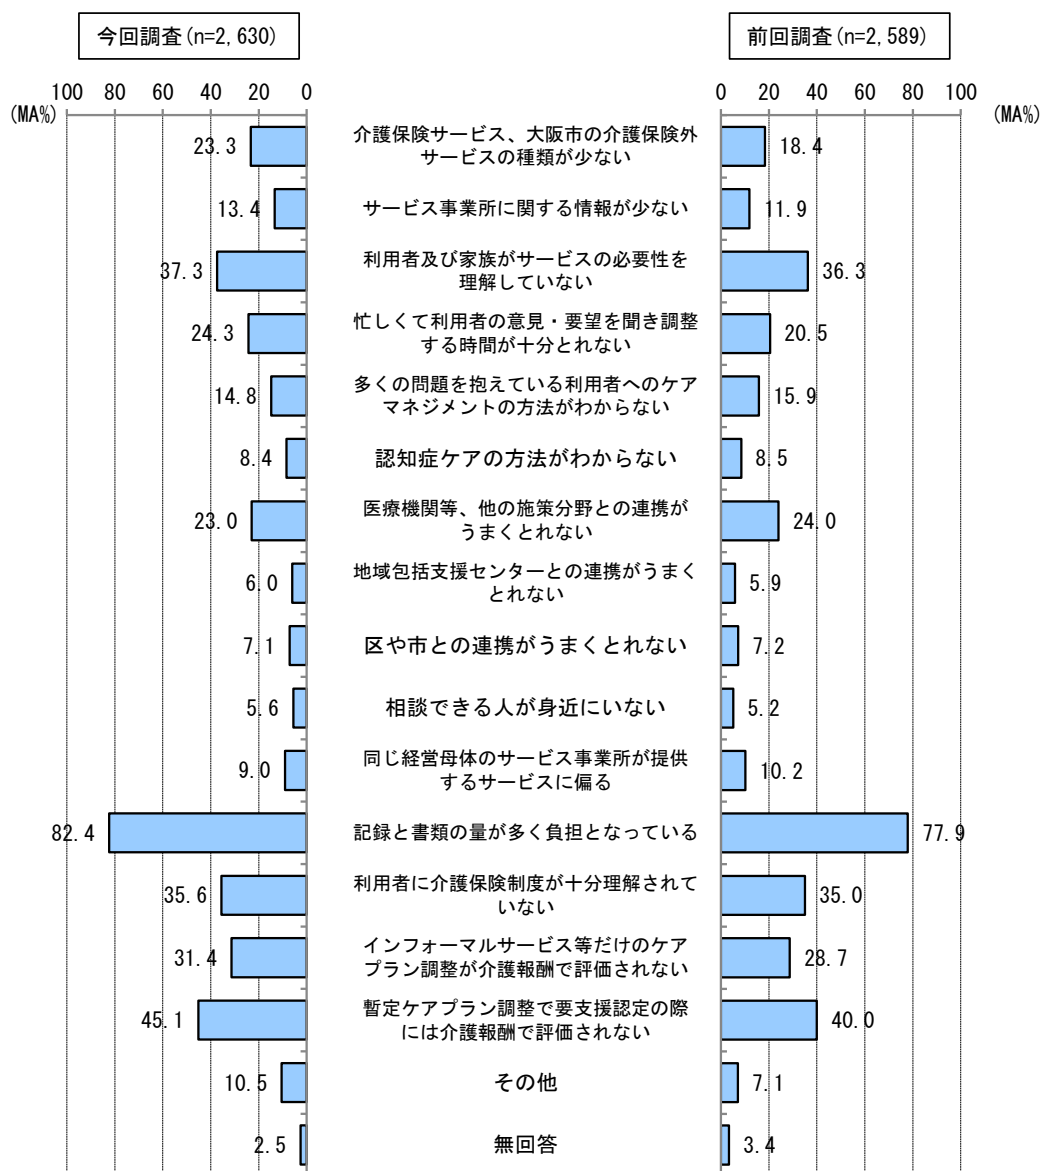 今回調査(n=2,630)
前回調査(n=2,589)
100 80 60 40 20 0
0 20 40 60 80 100
(MA%)
(MA%)
23.3
介護保険サービス、大阪市の介護保険外
サービスの種類が少ない
18.4
13.4
サービス事業所に関する情報が少ない
11.9
37.3
利用者及び家族がサービスの必要性を
理解していない
36.3
24.3
忙しくて利用者の意見・要望を聞き調整
する時間が十分とれない
20.5
14.8
多くの問題を抱えている利用者へのケア
マネジメントの方法がわからない
15.9
8.4
認知症ケアの方法がわからない
8.5
23.0
医療機関等、他の施策分野との連携が
うまくとれない
24.0
6.0
地域包括支援センターとの連携がうまく
とれない
5.9
7.1
区や市との連携がうまくとれない
7.2
5.6
相談できる人が身近にいない
5.2
9.0
同じ経営母体のサービス事業所が提供
するサービスに偏る
10.2
82.4
記録と書類の量が多く負担となっている
77.9
35.6
利用者に介護保険制度が十分理解されて
いない
35.0
31.4
インフォーマルサービス等だけのケア
プラン調整が介護報酬で評価されない
28.7
45.1
暫定ケアプラン調整で要支援認定の際
には介護報酬で評価されない
40.0
10.5
その他
7.1
2.5
無回答
3.4